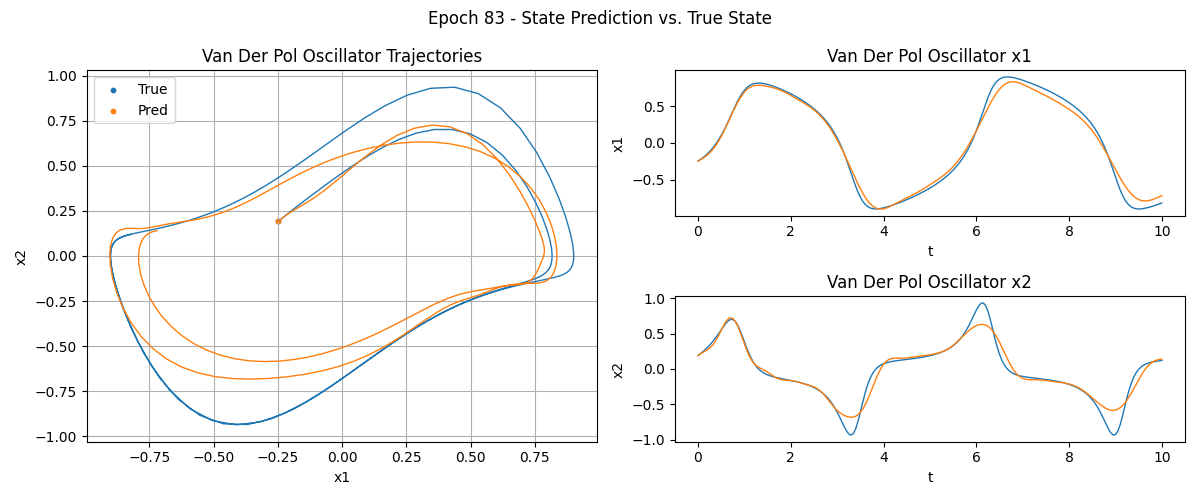 Epoch 83 - State Prediction vs. True State
Van Der Pol Oscillator Trajectories
True
Pred
1.00
0.75
0.50
0.25
0.00
−0.25
−0.50
−0.75
−1.00
x2
−0.75 −0.50 −0.25 0.00 0.25 0.50 0.75
x1
Van Der Pol Oscillator x1
0.5
0.0
−0.5
x1
0 2 4 6 8 10
t
Van Der Pol Oscillator x2
1.0
0.5
0.0
−0.5
−1.0
x2
0 2 4 6 8 10
t